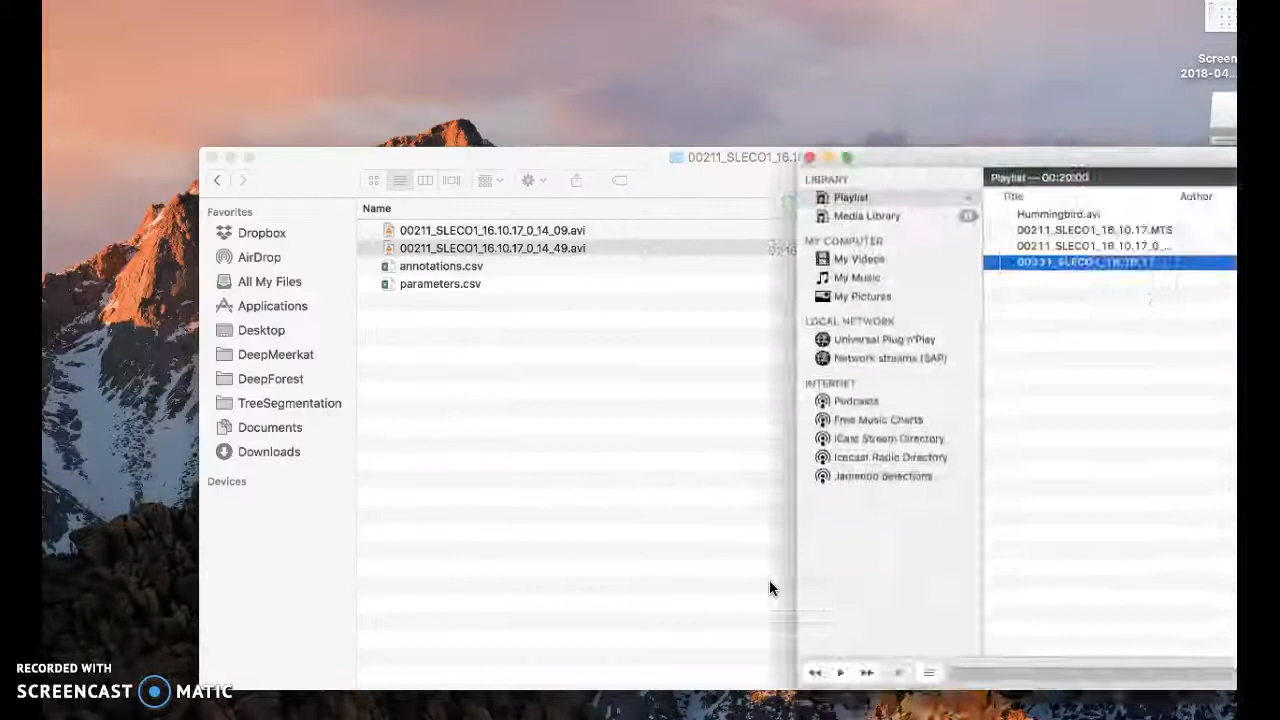 Screen
2018-04...
00211_SLECO1_16.1
Favorites
Dropbox
AirDrop
All My Files
Applications
Desktop
DeepMeerkat
DeepForest
TreeSegmentation
Documents
Downloads
Devices
Name
00211_SLECO1_16.10.17_0_14_09.avi
00211_SLECO1_16.10.17_0_14_49.avi
annotations.csv
parameters.csv
LIBRARY
Playlist
Media Library
MY COMPUTER
My Videos
My Music
My Pictures
LOCAL NETWORK
Universal Plug'n'Play
Network streams (SAP)
INTERNET
Podcasts
Free Music Charts
Icecast Radio Directory
Jamendo Selections
Playlist — 00:20:00
Title Author
Hummingbird.avi
00211_SLECO1_16.10.17.MTS
00211_SLECO1_16.10.17_0_...
RECORDED WITH
SCREENCAST MATIC